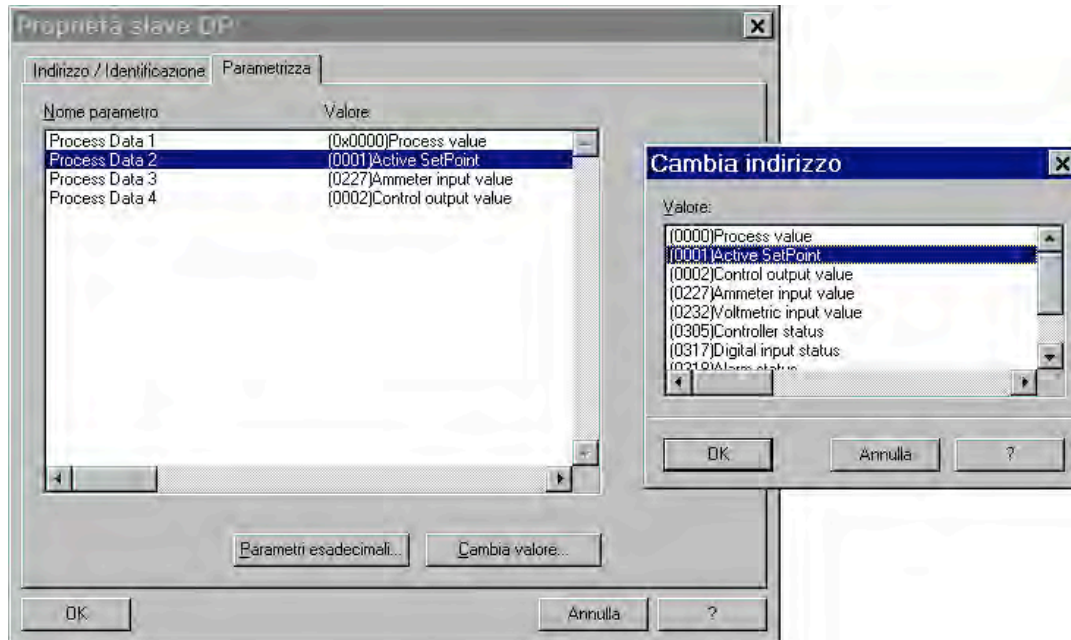 Proprietà slave DP
Indirizzo / Identificazione
Parametrizza
Nome parametro Valore
Process Data 1 (0x0000)Process value
Process Data 2 (0001)Active SetPoint
Process Data 3 (0227)Ammeter input value
Process Data 4 (0002)Control output value
Parametri esadecimali...
Cambia valore...
OK
Annulla
?
Cambia indirizzo
Valore:
(0000)Process value
(0001)Active SetPoint
(0002)Control output value
(0227)Ammeter input value
(0232)Voltmetric input value
(0305)Controller status
(0317)Digital input status
(0318)Alarm status
OK
Annulla
?